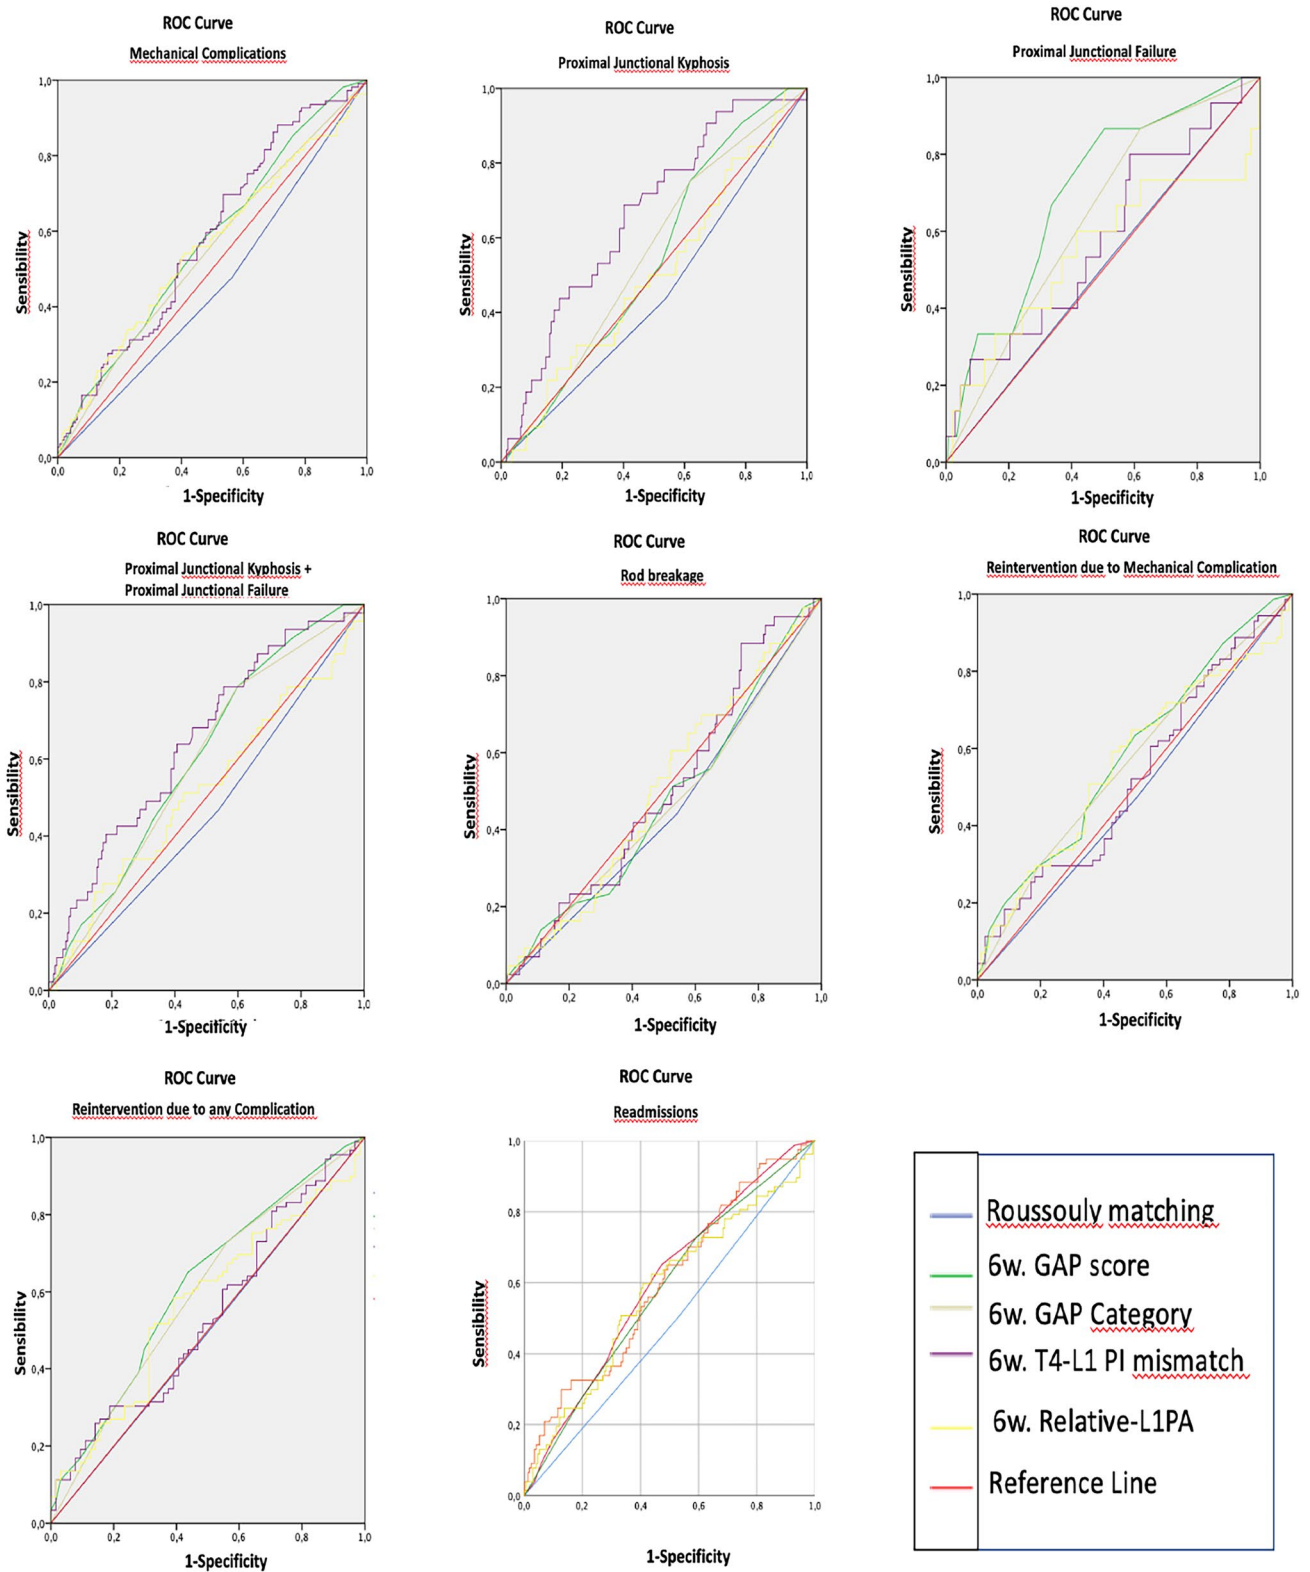 ROC Curve
Mechanical Complications
1,0
0,8
0,6
0,4
0,2
0,0
0,0 0,2 0,4 0,6 0,8 1,0
Sensibility
1-Specificity
ROC Curve
Proximal Junctional Kyphosis
1,0
0,8
0,6
0,4
0,2
0,0
0,0 0,2 0,4 0,6 0,8 1,0
Sensibility
1-Specificity
ROC Curve
Proximal Junctional Failure
1,0
0,8
0,6
0,4
0,2
0,0
0,0 0,2 0,4 0,6 0,8 1,0
Sensibility
1-Specificity
ROC Curve
Proximal Junctional Kyphosis +
Proximal Junctional Failure
1,0
0,8
0,6
0,4
0,2
0,0
0,0 0,2 0,4 0,6 0,8 1,0
Sensibility
1-Specificity
ROC Curve
Rod breakage
1,0
0,8
0,6
0,4
0,2
0,0
0,0 0,2 0,4 0,6 0,8 1,0
Sensibility
1-Specificity
ROC Curve
Reintervention due to Mechanical Complication
1,0
0,8
0,6
0,4
0,2
0,0
0,0 0,2 0,4 0,6 0,8 1,0
Sensibility
1-Specificity
ROC Curve
Reintervention due to any Complication
1,0
0,8
0,6
0,4
0,2
0,0
0,0 0,2 0,4 0,6 0,8 1,0
Sensibility
1-Specificity
ROC Curve
Readmissions
1,0
0,8
0,6
0,4
0,2
0,0
0,0 0,2 0,4 0,6 0,8 1,0
Sensibility
1-Specificity
Roussouly matching
6w. GAP score
6w. GAP Category
6w. T4-L1 PI mismatch
6w. Relative-L1PA
Reference Line